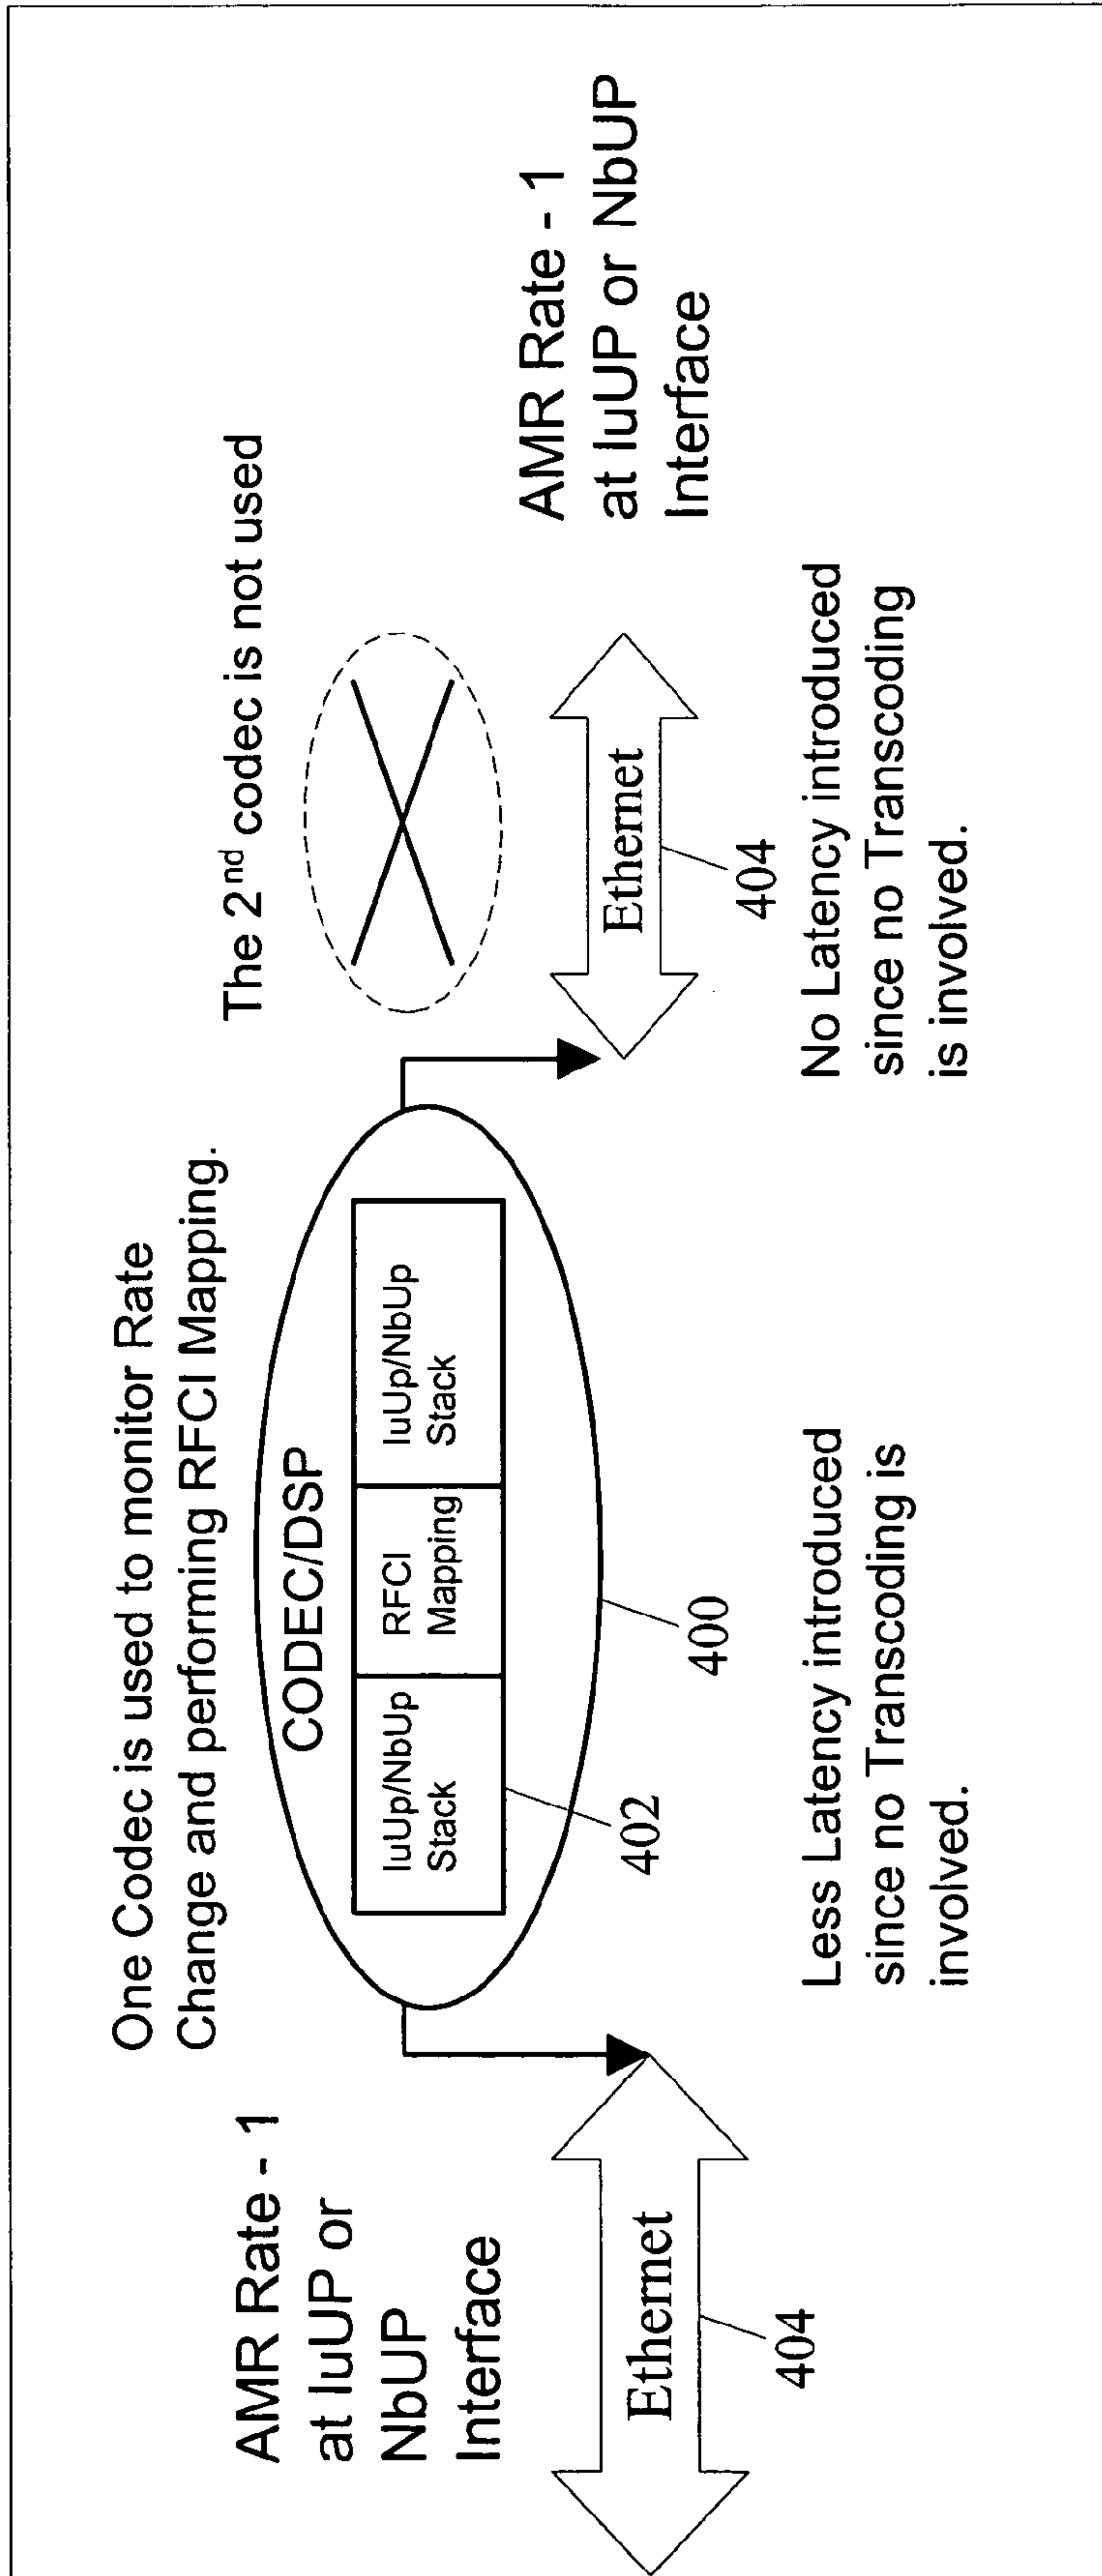 One Codec is used to monitor Rate
Change and performing RFCI Mapping.
The 2nd codec is not used
AMR Rate - 1
at IuUP or
NbUP
Interface
CODEC/DSP
IuUp/NbUp
Stack
RFCI
Mapping
IuUp/NbUp
Stack
402
400
AMR Rate - 1
at IuUP or NbUP
Interface
Ethernet
404
Ethernet
404
Less Latency introduced
since no Transcoding is
involved.
No Latency introduced
since no Transcoding
is involved.